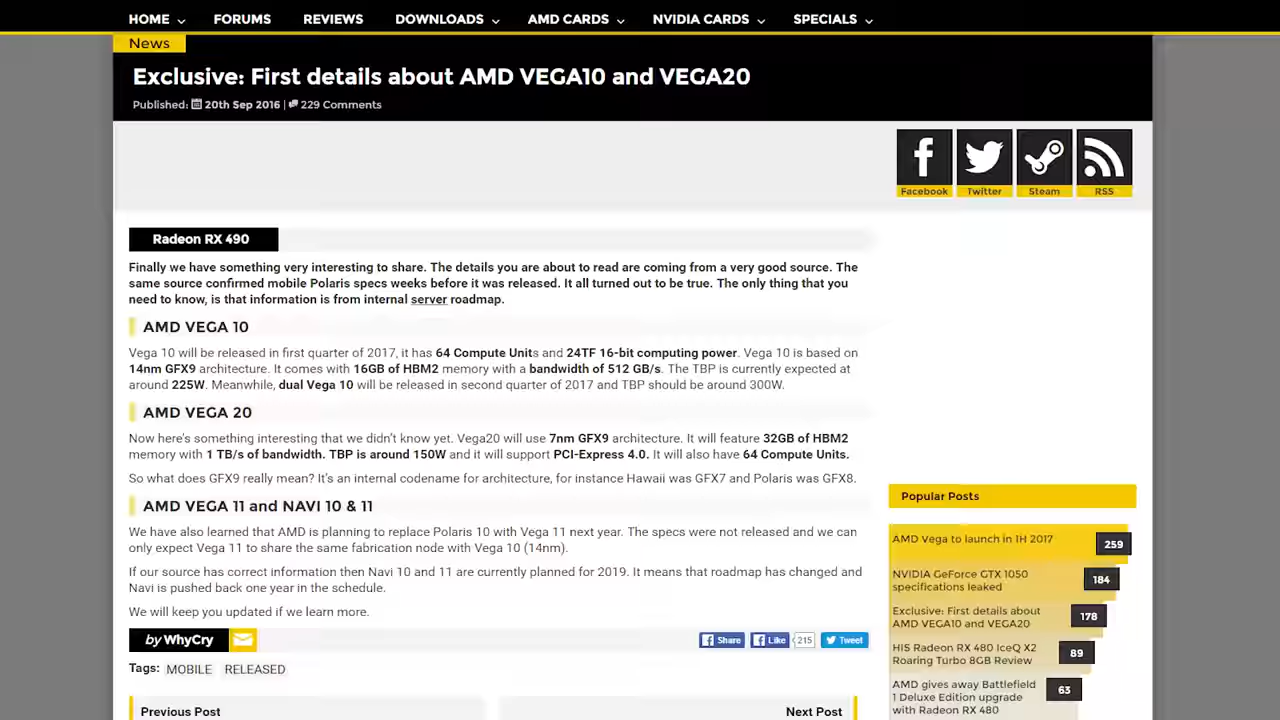 HOME FORUMS REVIEWS DOWNLOADS AMD CARDS NVIDIA CARDS SPECIALS
News
Exclusive: First details about AMD VEGA10 and VEGA20
Published: 20th Sep 2016 | 229 Comments
Facebook Twitter Steam RSS
Radeon RX 490
Finally we have something very interesting to share. The details you are about to read are coming from a very good source. The
same source confirmed mobile Polaris specs weeks before it was released. It all turned out to be true. The only thing that you
need to know, is that information is from internal server roadmap.
AMD VEGA 10
Vega 10 will be released in first quarter of 2017, it has 64 Compute Units and 24TF 16-bit computing power. Vega 10 is based on
14nm GFX9 architecture. It comes with 16GB of HBM2 memory with a bandwidth of 512 GB/s. The TBP is currently expected at
around 225W. Meanwhile, dual Vega 10 will be released in second quarter of 2017 and TBP should be around 300W.
AMD VEGA 20
Now here's something interesting that we didn't know yet. Vega20 will use 7nm GFX9 architecture. It will feature 32GB of HBM2
memory with 1 TB/s of bandwidth. TBP is around 150W and it will support PCI-Express 4.0. It will also have 64 Compute Units.
So what does GFX9 really mean? It's an internal codename for architecture, for instance Hawaii was GFX7 and Polaris was GFX8.
AMD VEGA 11 and NAVI 10 & 11
We have also learned that AMD is planning to replace Polaris 10 with Vega 11 next year. The specs were not released and we can
only expect Vega 11 to share the same fabrication node with Vega 10 (14nm).
If our source has correct information then Navi 10 and 11 are currently planned for 2019. It means that roadmap has changed and
Navi is pushed back one year in the schedule.
We will keep you updated if we learn more.
by WhyCry
Share Like 215 Tweet
Tags: MOBILE RELEASED
Previous Post Next Post
Popular Posts
AMD Vega to launch in 1H 2017 259
NVIDIA GeForce GTX 1050 184
specifications leaked
Exclusive: First details about 178
AMD VEGA10 and VEGA20
HIS Radeon RX 480 IceQ X2 89
Roaring Turbo 8GB Review
AMD gives away Battlefield 63
1 Deluxe Edition upgrade
with Radeon RX 480